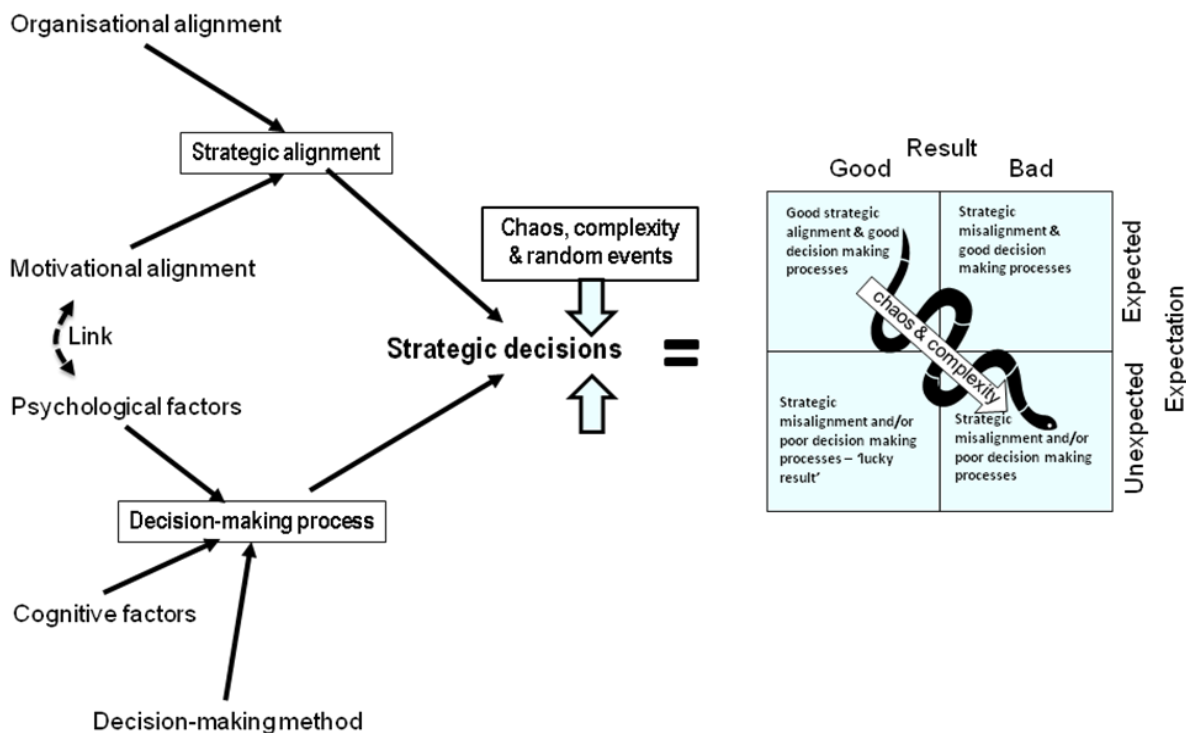 Organisational alignment
Strategic alignment
Motivational alignment
Link
Psychological factors
Decision-making process
Cognitive factors
Decision-making method
Chaos, complexity
& random events
Strategic decisions
=
Result
Good
Bad
Good strategic
alignment & good
decision making
processes
Strategic
misalignment &
good decision
making processes
Expected
Unexpected
Expectation
chaos & complexity
Strategic
misalignment and/or
poor decision making
processes – 'lucky
result'
Strategic
misalignment and/or
poor decision making
processes